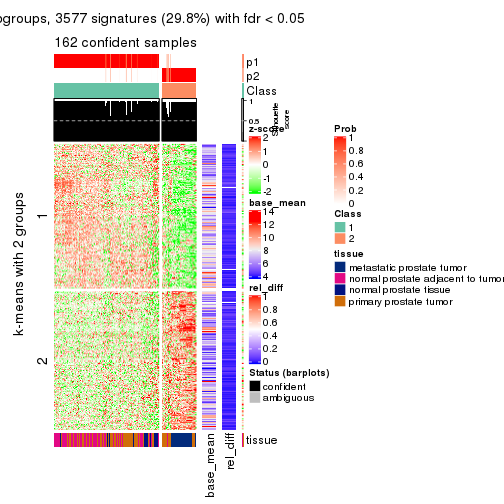 ogroups, 3577 signatures (29.8%) with fdr < 0.05
162 confident samples
p1
p2
Class
1
0.5
Silhouette
score
k-means with 2 groups
1
2
z-score
2
1
0
-1
-2
base_mean
14
12
10
8
6
4
rel_diff
1
0.8
0.6
0.4
0.2
0
Status (barplots)
confident
ambiguous
Prob
1
0.8
0.6
0.4
0.2
0
Class
1
2
tissue
metastatic prostate tumor
normal prostate adjacent to tumor
normal prostate tissue
primary prostate tumor
tissue
base_mean
rel_diff